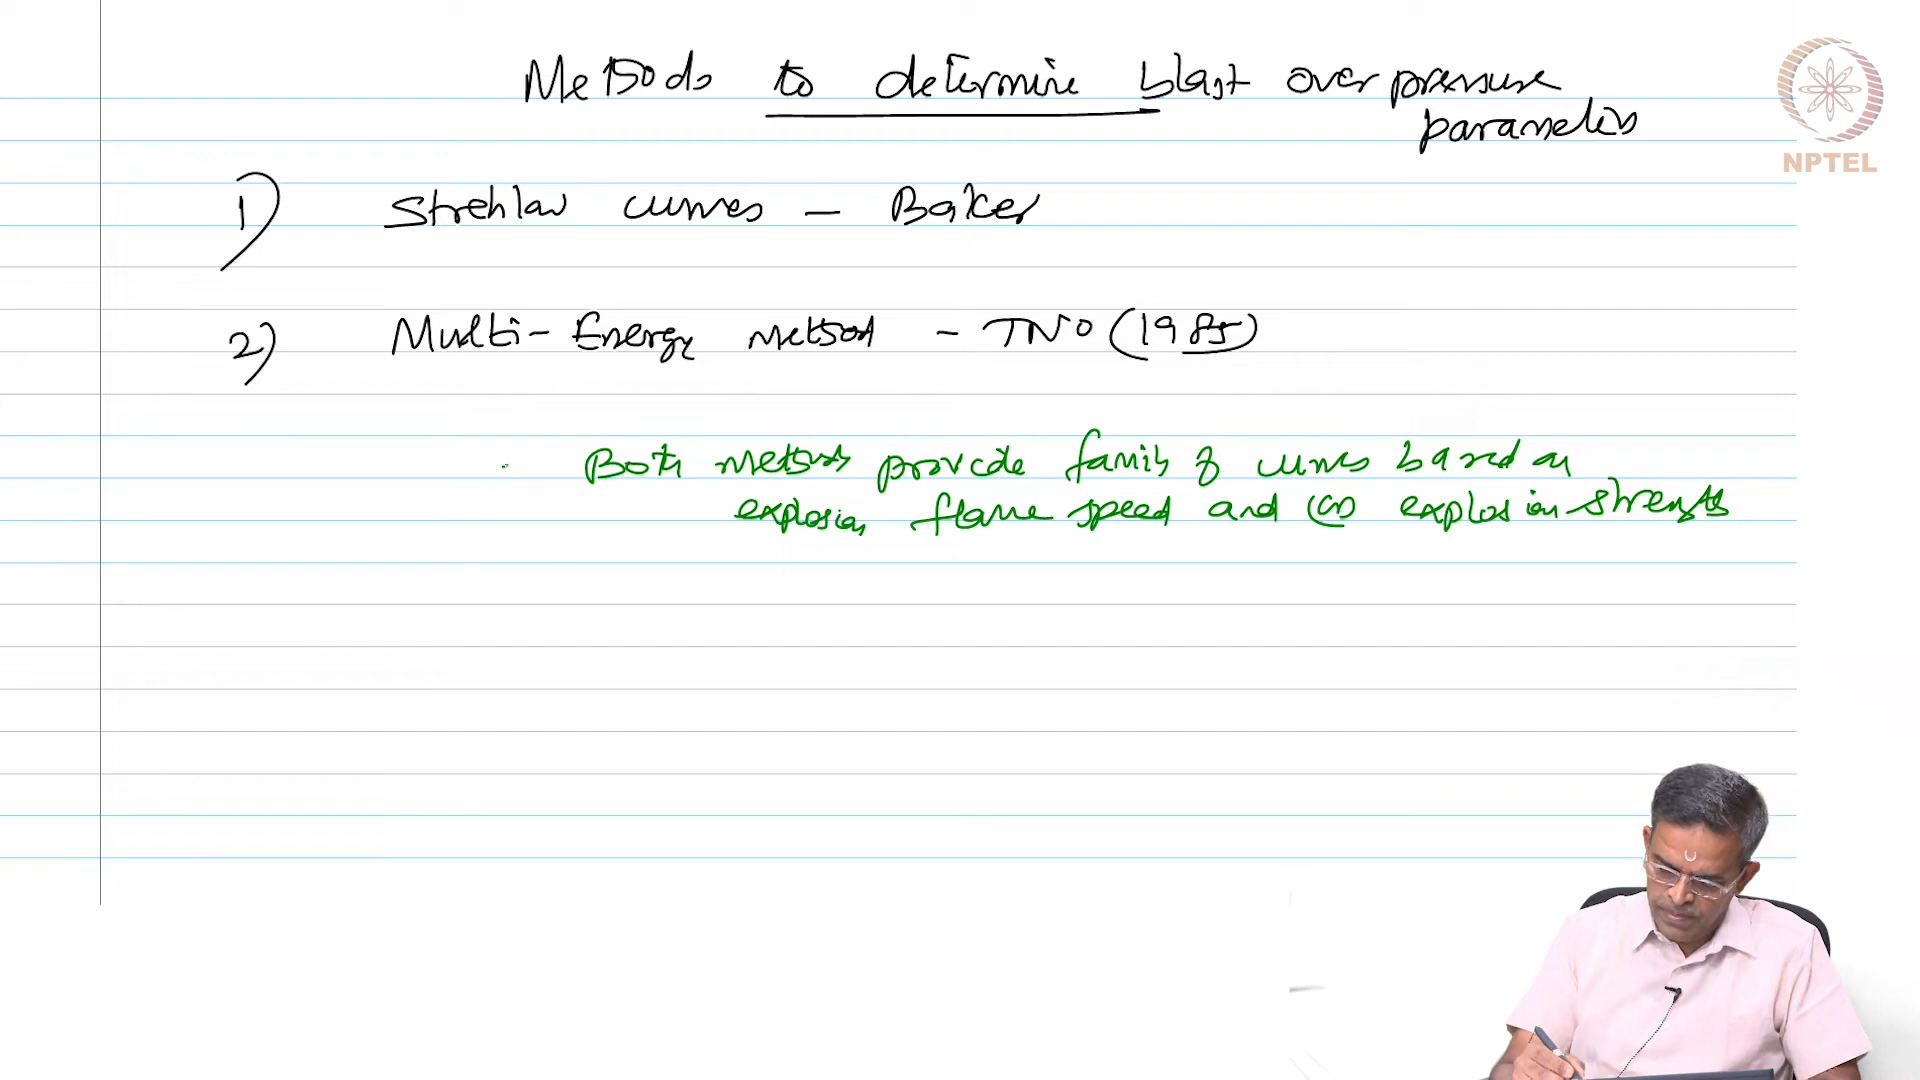 Methods to determine blast over pressure
parameters
NPTEL
1) Strehlow curves - Baker
2) Multi-Energy method - TNO (1985)
Both methods provide family of curves based on
explosion flame speed and (or) explosion strength